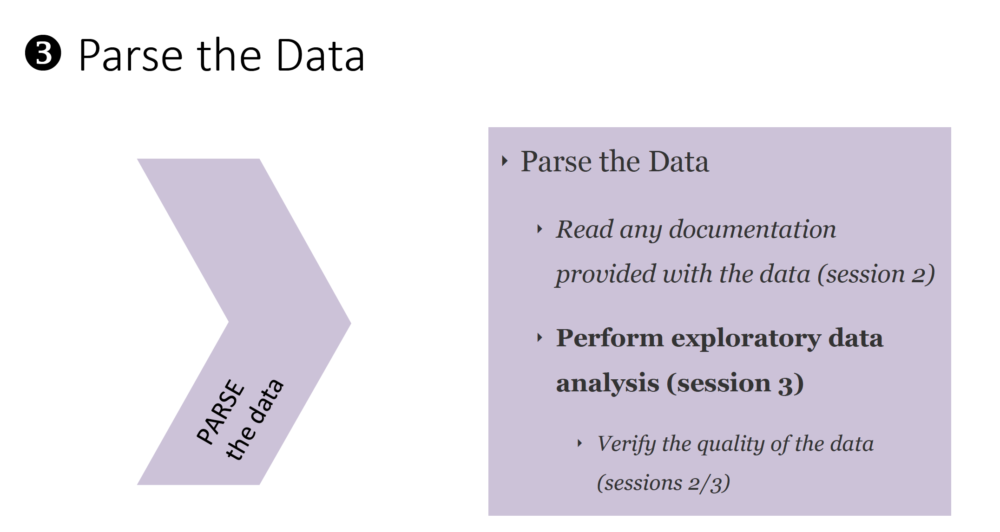 ❸ Parse the Data
PARSE
the data
‣ Parse the Data
‣ Read any documentation
provided with the data (session 2)
‣ Perform exploratory data
analysis (session 3)
‣ Verify the quality of the data
(sessions 2/3)